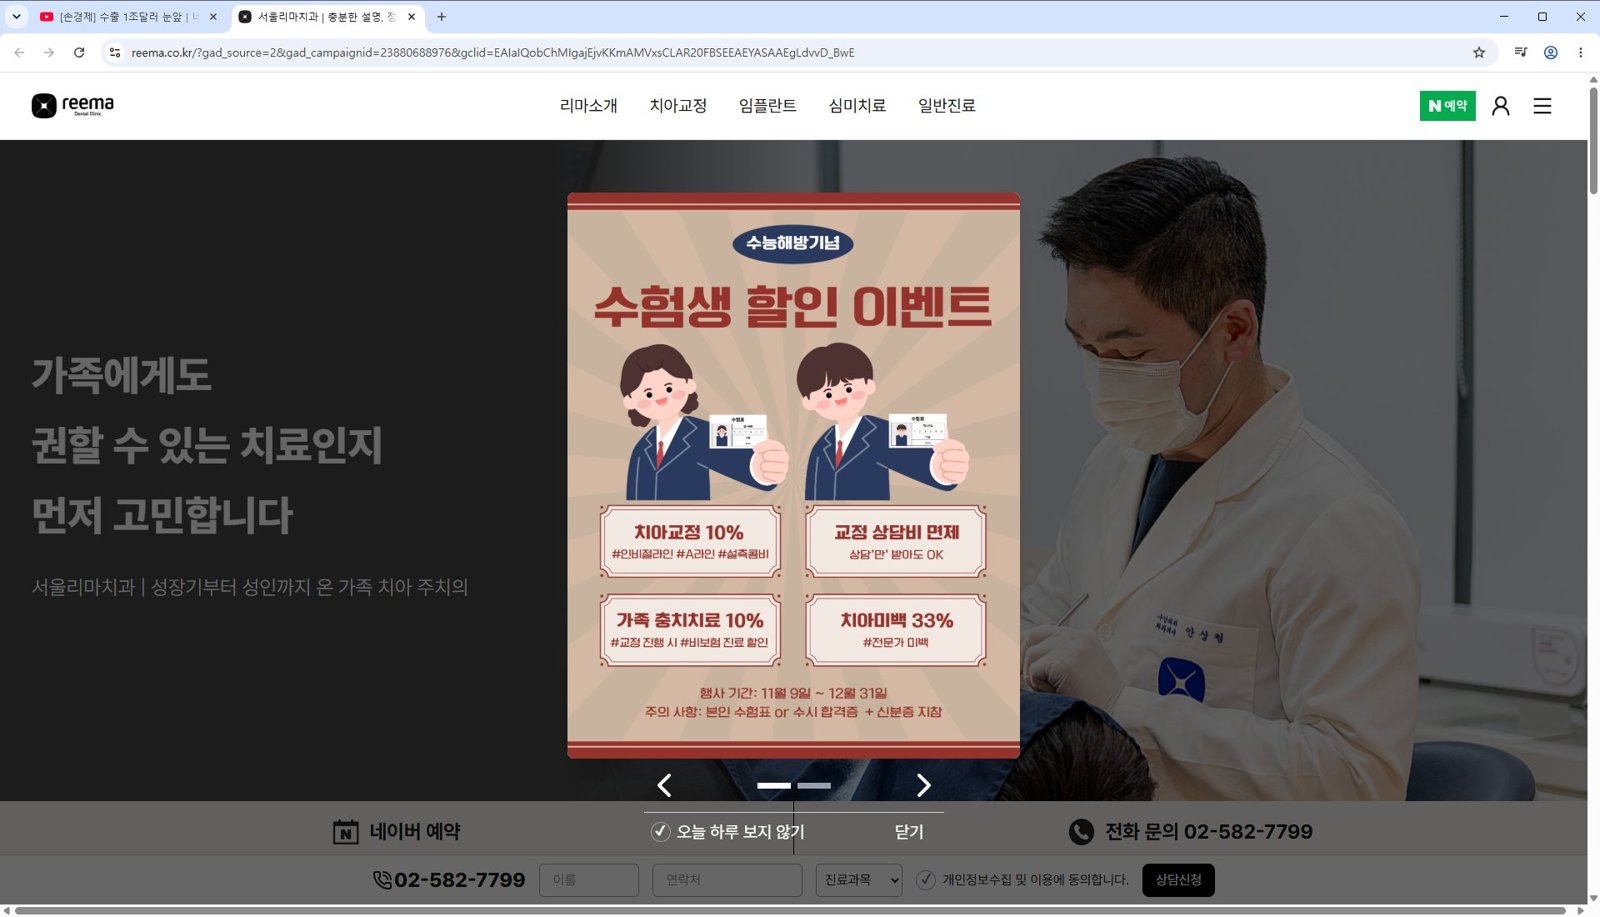 [손경제] 수출 1조달러 눈앞 | ㄴ
서울리마치과 | 충분한 설명, 정
reema.co.kr/?gad_source=2&gad_campaignid=23880688976&gclid=EAIaIQobChMIgajEjvKKmAMVxsCLAR20FBSEEAEYASAAEgLdvvD_BwE
reema
Dental Clinic
리마소개 치아교정 임플란트 심미치료 일반진료
N 예약
수능해방기념
수험생 할인 이벤트
수험표
수험표
가족에게도
권할 수 있는 치료인지
먼저 고민합니다
서울리마치과 | 성장기부터 성인까지 온 가족 치아 주치의
안상철
치아교정 10%
#인비절라인 #A라인 #설측콤비
교정 상담비 면제
상담'만' 받아도 OK
가족 충치치료 10%
#교정 진행 시 #비보험 진료 할인
치아미백 33%
#전문가 미백
행사 기간: 11월 9일 ~ 12월 31일
주의 사항: 본인 수험표 or 수시 합격증 + 신분증 지참
N 네이버 예약
오늘 하루 보지 않기 닫기
전화 문의 02-582-7799
02-582-7799 이름 연락처 진료과목 개인정보수집 및 이용에 동의합니다. 상담신청